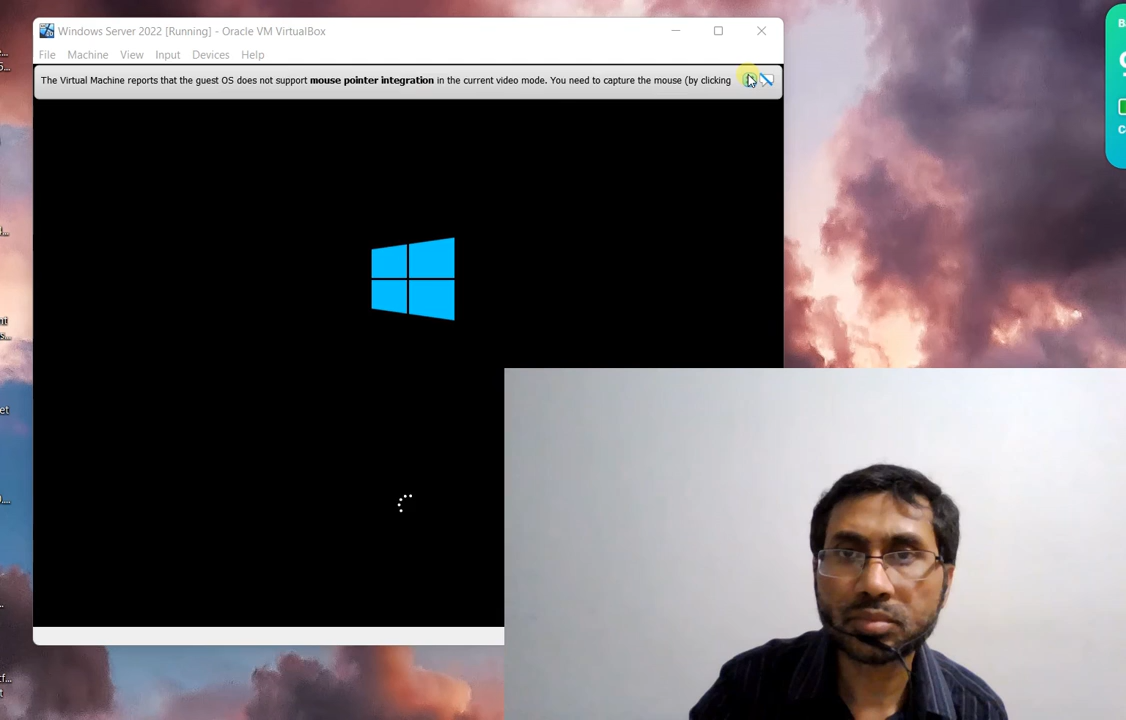 Windows Server 2022 [Running] - Oracle VM VirtualBox
File Machine View Input Devices Help
The Virtual Machine reports that the guest OS does not support mouse pointer integration in the current video mode. You need to capture the mouse (by clicking